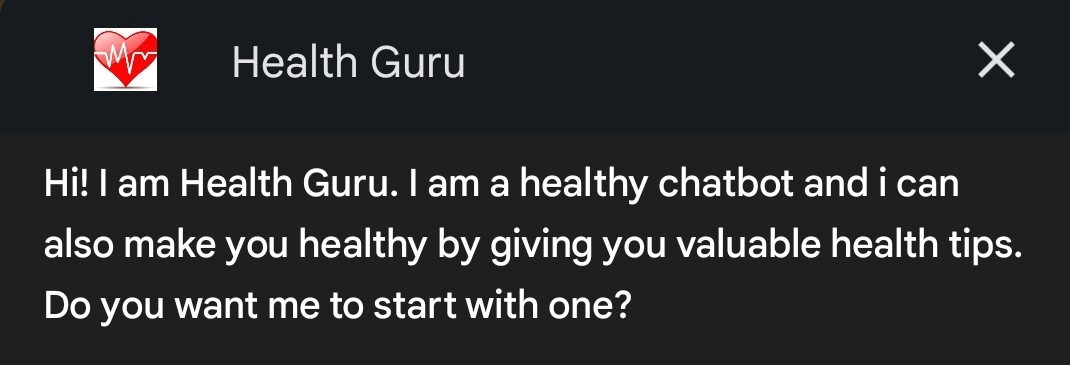 Health Guru
Hi! I am Health Guru. I am a healthy chatbot and i can
also make you healthy by giving you valuable health tips.
Do you want me to start with one?